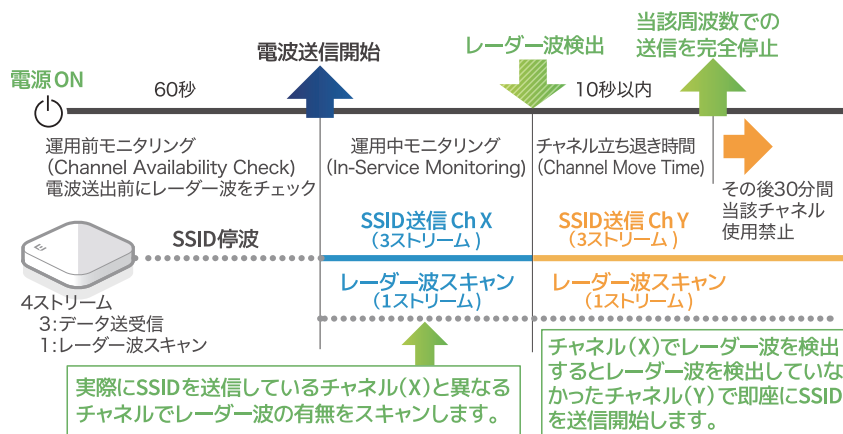 当該周波数での
送信を完全停止
レーダー波検出
電波送信開始
電源ON
60秒
10秒以内
運用前モニタリング
(Channel Availability Check)
電波送出前にレーダー波をチェック
運用中モニタリング
(In-Service Monitoring)
チャネル立ち退き時間
(Channel Move Time)
その後30分間
当該チャネル
使用禁止
SSID停波
SSID送信 Ch X
(3ストリーム)
SSID送信 Ch Y
(3ストリーム)
レーダー波スキャン
(1ストリーム)
レーダー波スキャン
(1ストリーム)
4ストリーム
3:データ送受信
1:レーダー波スキャン
実際にSSIDを送信しているチャネル(X)と異なる
チャネルでレーダー波の有無をスキャンします。
チャネル(X)でレーダー波を検出
するとレーダー波を検出していな
かったチャネル(Y)で即座にSSID
を送信開始します。